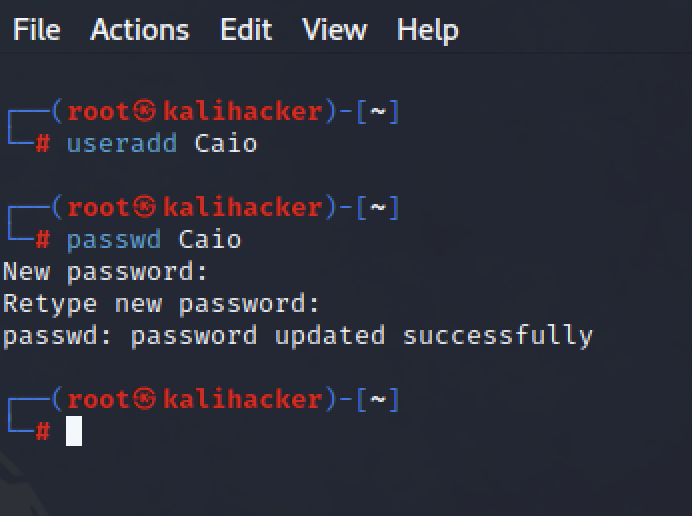 File Actions Edit View Help
┌──(root㉿kalihacker)-[~]
└─# useradd Caio
┌──(root㉿kalihacker)-[~]
└─# passwd Caio
New password:
Retype new password:
passwd: password updated successfully
┌──(root㉿kalihacker)-[~]
└─#